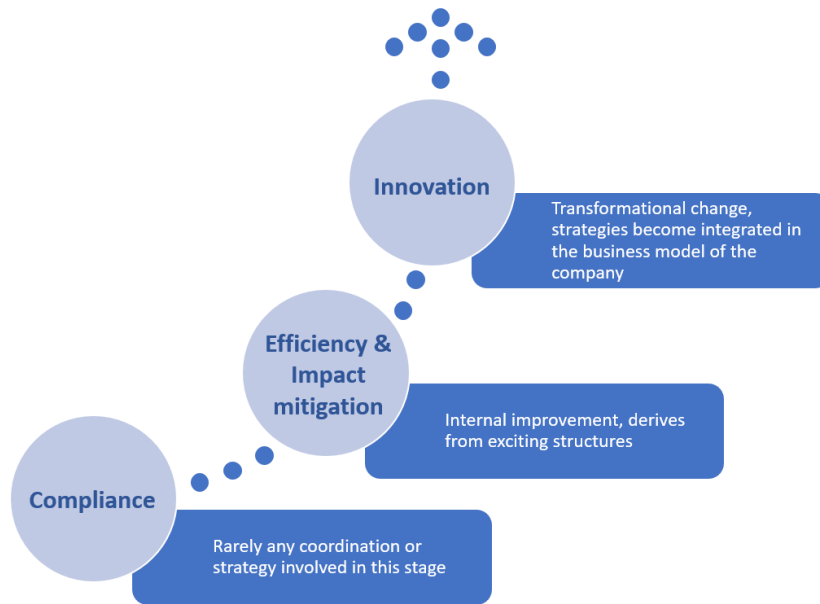 Innovation
Transformational change,
strategies become integrated in
the business model of the
company
Efficiency &
Impact
mitigation
Internal improvement, derives
from exciting structures
Compliance
Rarely any coordination or
strategy involved in this stage